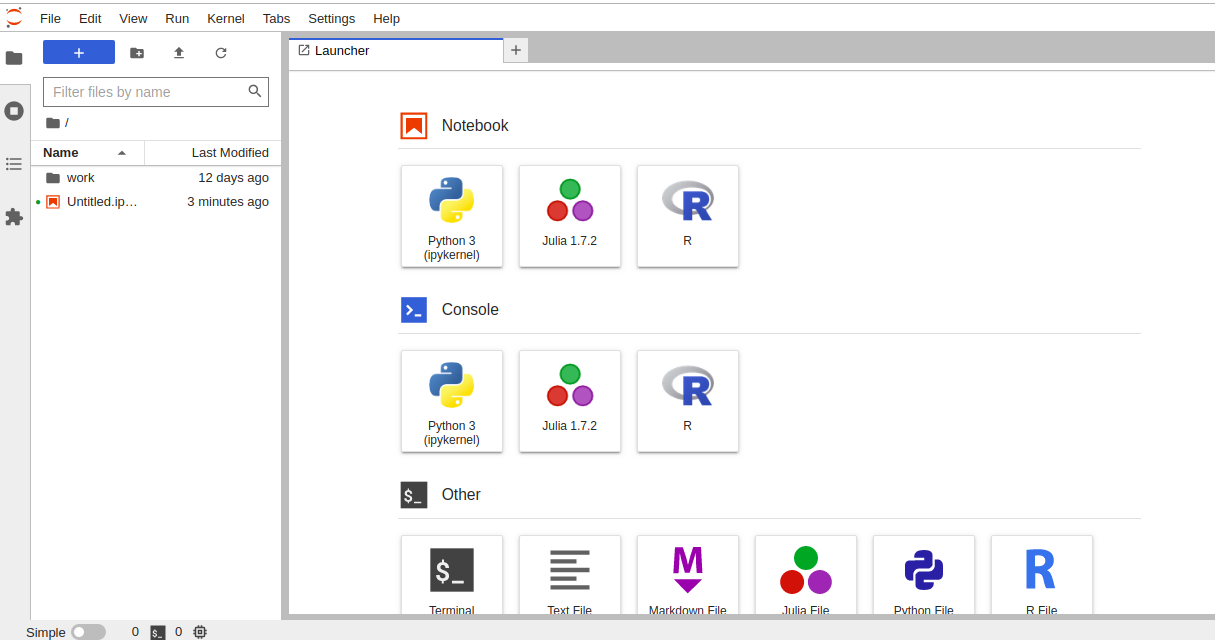 File Edit View Run Kernel Tabs Settings Help
Launcher
Filter files by name
/
Name Last Modified
work 12 days ago
Untitled.ip… 3 minutes ago
Notebook
Python 3
(ipykernel)
Julia 1.7.2
R
Console
Python 3
(ipykernel)
Julia 1.7.2
R
Other
$_
Terminal
Text File
M
Markdown File
Julia File
Python File
R
R File
Simple 0 $_ 0